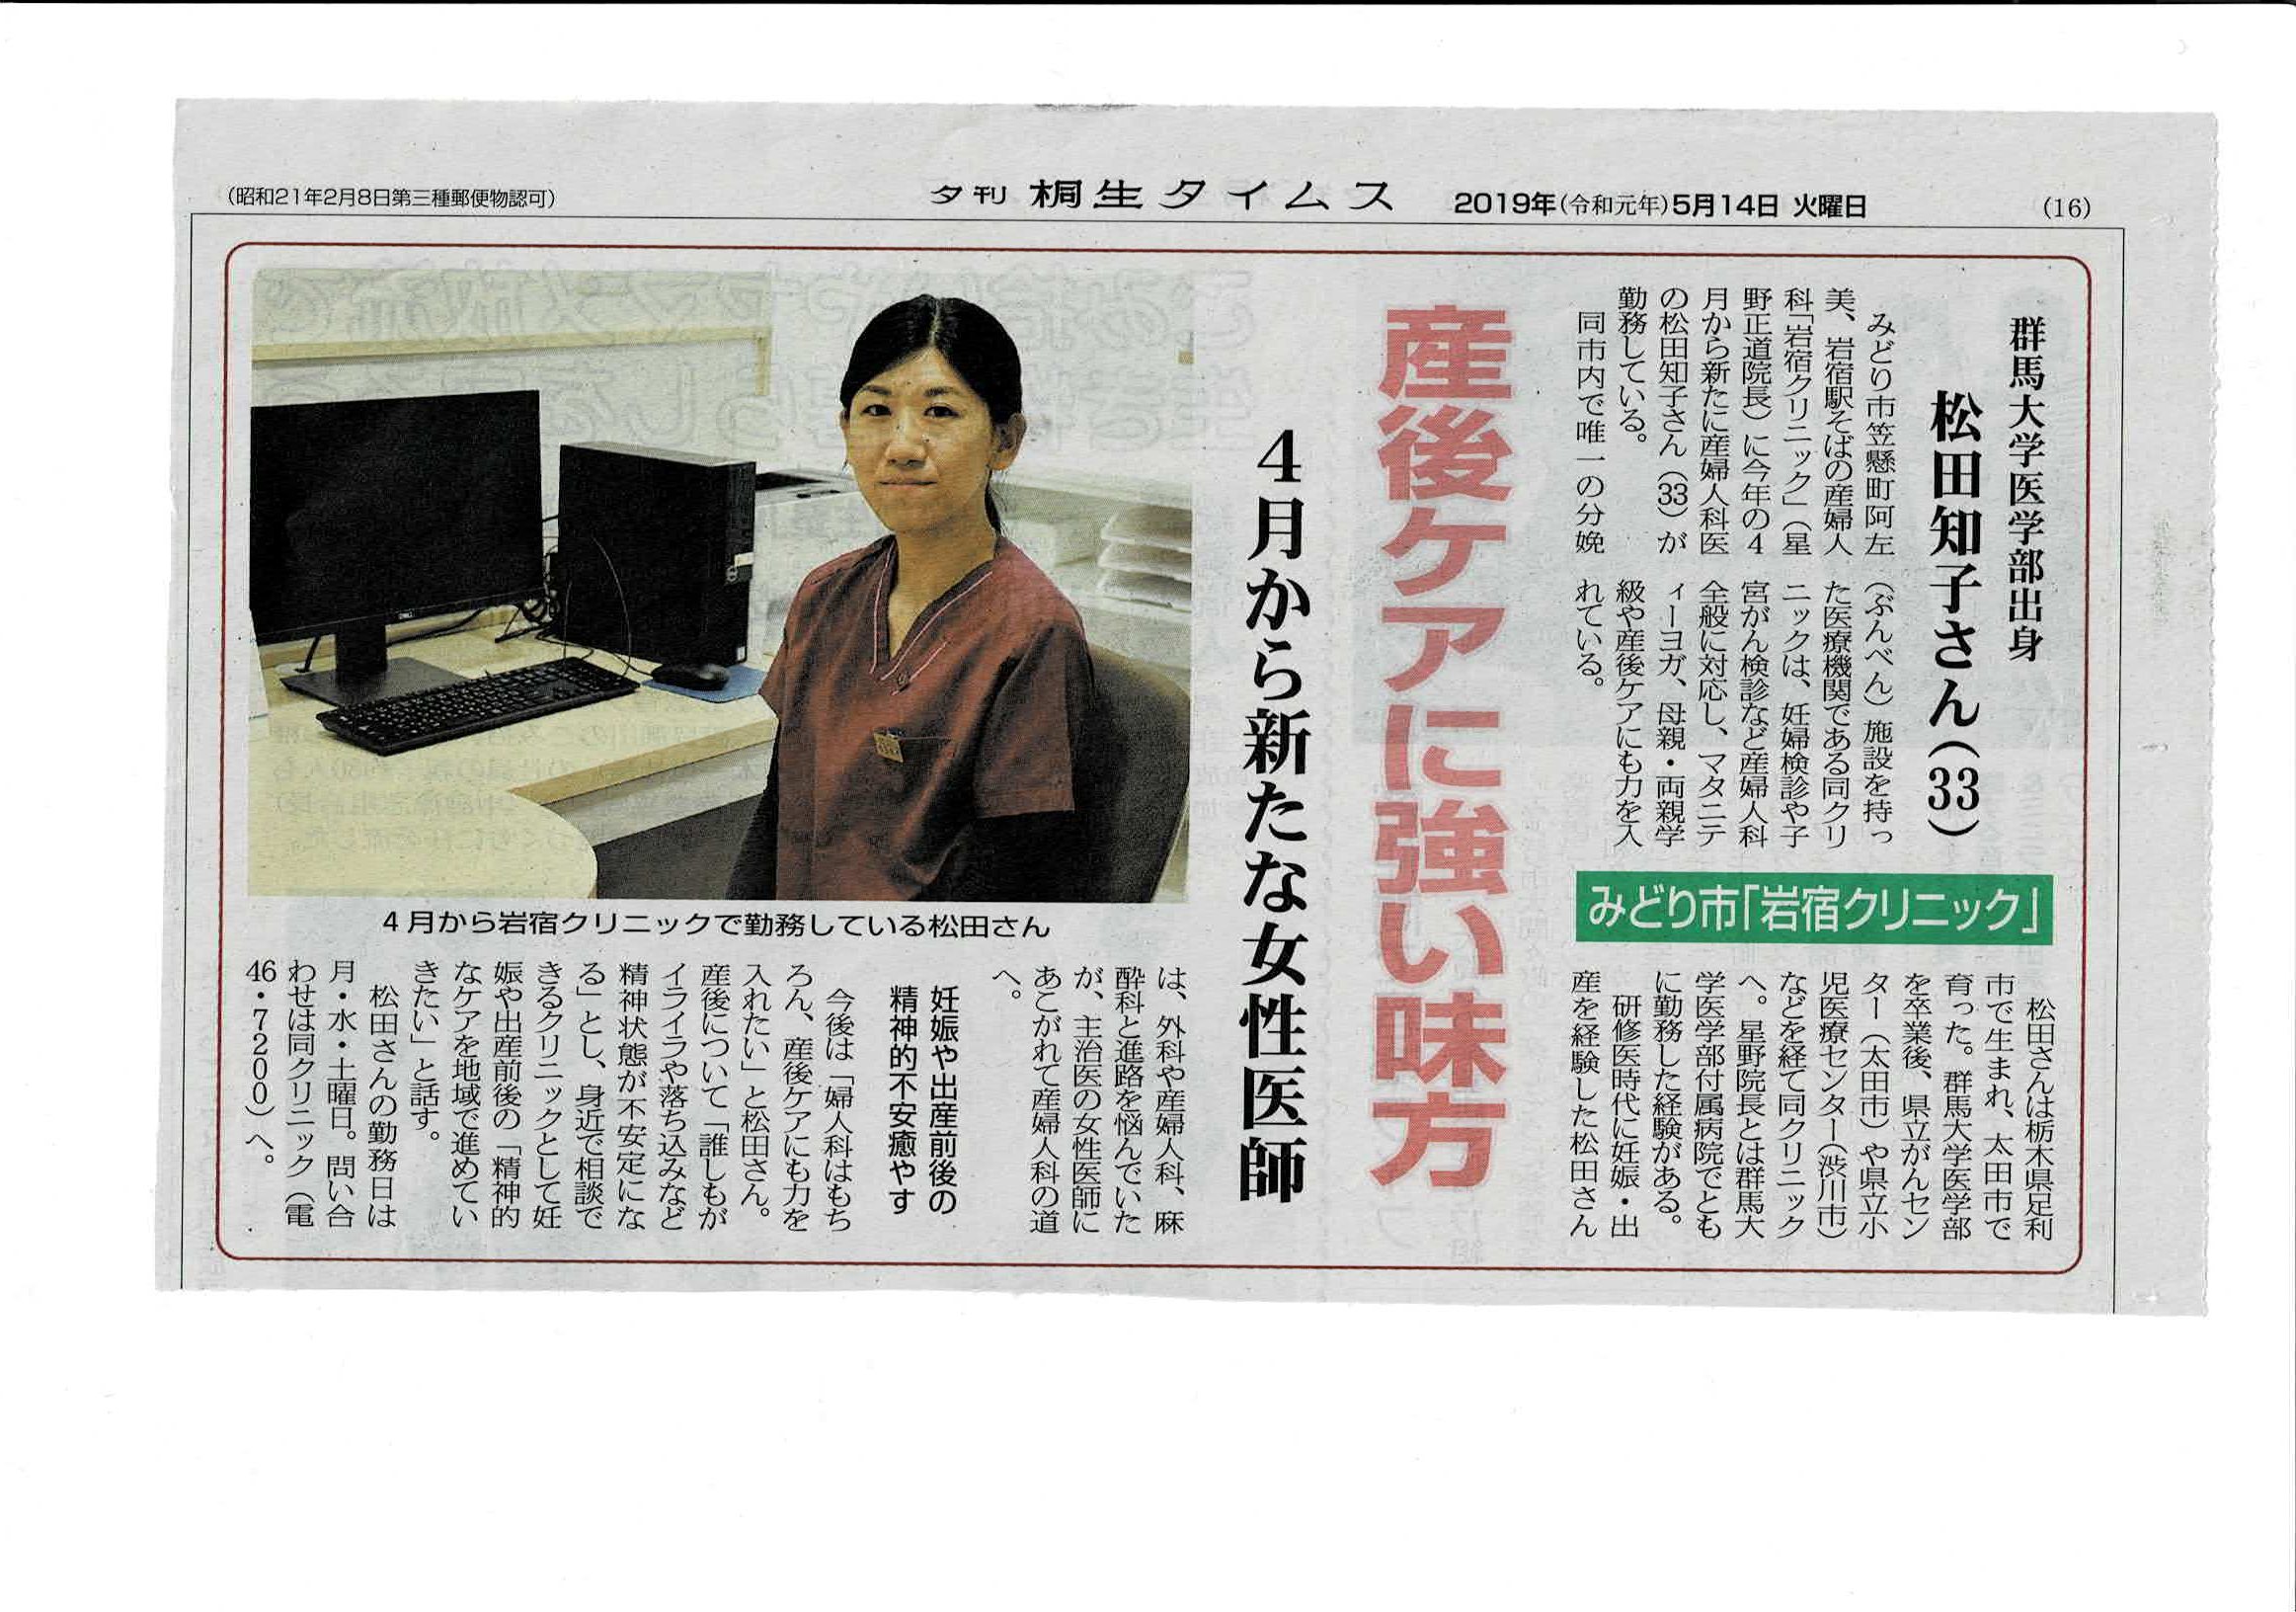 （昭和21年2月8日第三種郵便物認可）
夕刊 桐生タイムス
2019年（令和元年）5月14日 火曜日
（16）
群馬大学医学部出身
松田知子さん（33）
みどり市「岩宿クリニック」
産後ケアに強い味方
4月から新たな女性医師
みどり市笠懸町阿左
美、岩宿駅そばの産婦人
科「岩宿クリニック」（星
野正道院長）に今年の４
月から新たに産婦人科医
の松田知子さん（33）が
勤務している。
同市内で唯一の分娩
（ぶんべん）施設を持っ
た医療機関である同クリ
ニックは、妊婦検診や子
宮がん検診など産婦人科
全般に対応し、マタニテ
ィーヨガ、母親・両親学
級や産後ケアにも力を入
れている。
松田さんは栃木県足利
市で生まれ、太田市で
育った。群馬大学医学部
を卒業後、県立がんセン
ター（太田市）や県立小
児医療センター（渋川市）
などを経て同クリニック
へ。星野院長とは群馬大
学医学部付属病院でとも
に勤務した経験がある。
研修医時代に妊娠・出
産を経験した松田さん
は、外科や産婦人科、麻
酔科と進路を悩んでいた
が、主治医の女性医師に
あこがれて産婦人科の道
へ。
妊娠や出産前後の
精神的不安癒やす
今後は「婦人科はもち
ろん、産後ケアにも力を
入れたい」と松田さん。
産後について「誰しもが
イライラや落ち込みなど
精神状態が不安定にな
る」とし、身近で相談で
きるクリニックとして妊
娠や出産前後の「精神的
なケアを地域で進めてい
きたい」と話す。
松田さんの勤務日は
月・水・土曜日。問い合
わせは同クリニック（電
46・7200）へ。
4月から岩宿クリニックで勤務している松田さん